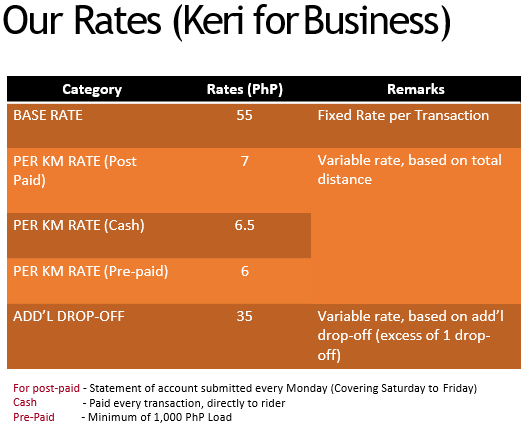 Our Rates (Keri for Business)
Category Rates (PhP) Remarks
BASE RATE 55 Fixed Rate per Transaction
PER KM RATE (Post 7 Variable rate, based on total
Paid) distance
PER KM RATE (Cash) 6.5
PER KM RATE (Pre-paid) 6
ADD'L DROP-OFF 35 Variable rate, based on add'l
drop-off (excess of 1 drop-
off)
For post-paid - Statement of account submitted every Monday (Covering Saturday to Friday)
Cash - Paid every transaction, directly to rider
Pre-Paid - Minimum of 1,000 PhP Load